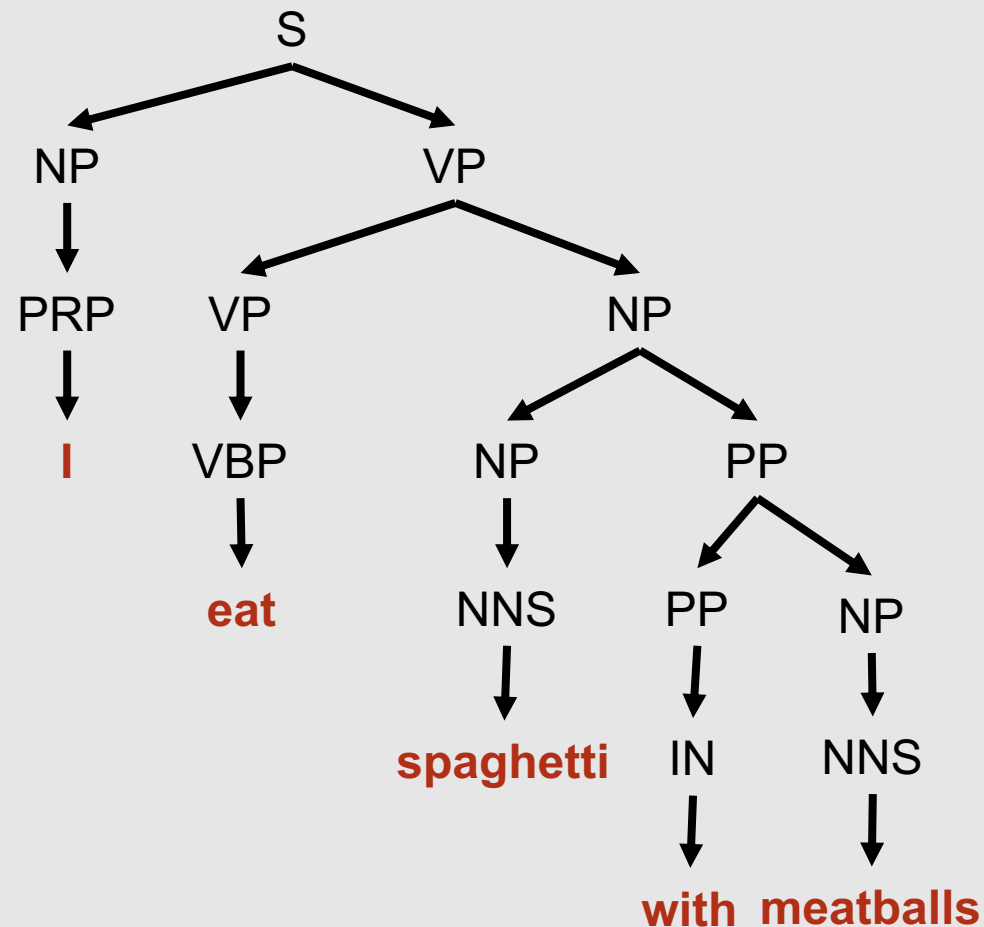 S
NP VP
PRP VP NP
I VBP NP PP
eat NNS PP NP
spaghetti IN NNS
with meatballs